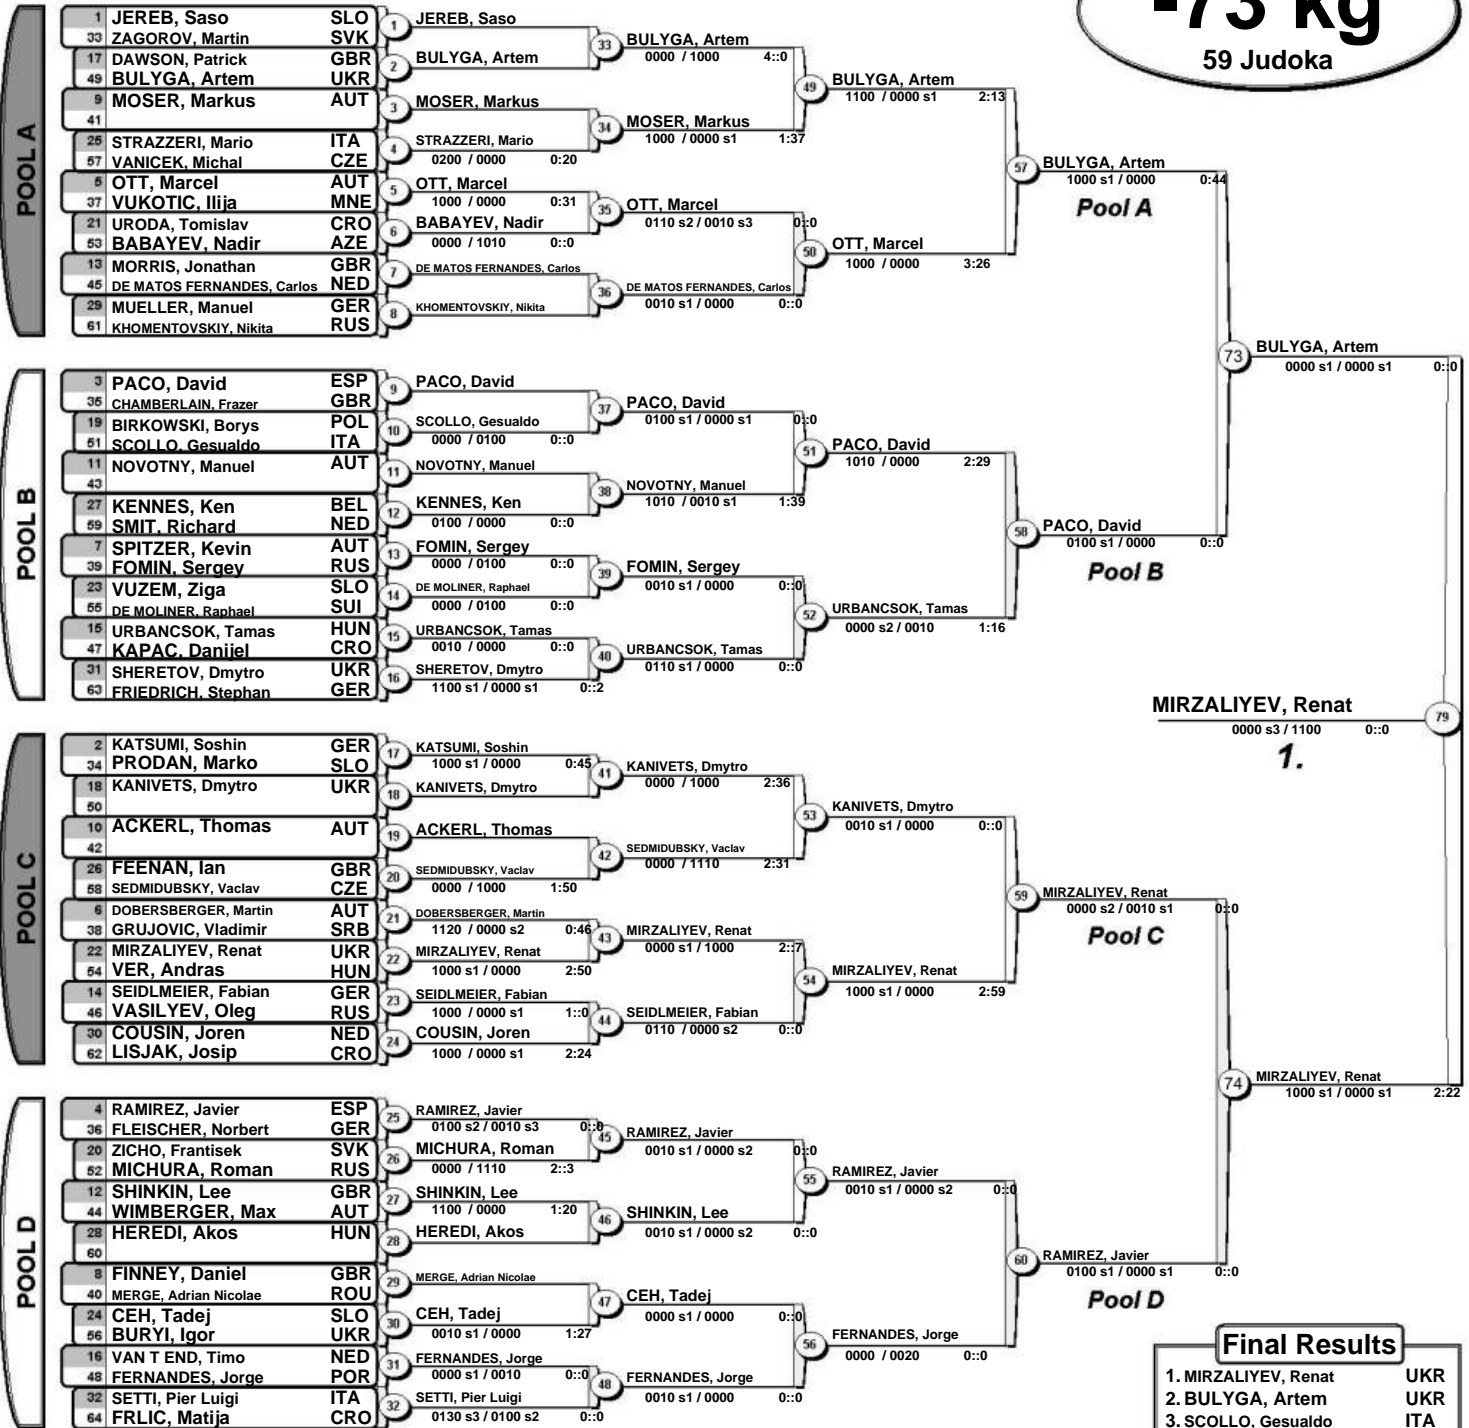 -73 kg
59 Judoka
POOL A
1 JEREB, Saso SLO
33 ZAGOROV, Martin SVK
17 DAWSON, Patrick GBR
49 BULYGA, Artem UKR
9 MOSER, Markus AUT
41
25 STRAZZERI, Mario ITA
57 VANICEK, Michal CZE
5 OTT, Marcel AUT
37 VUKOTIC, Ilija MNE
21 URODA, Tomislav CRO
53 BABAYEV, Nadir AZE
13 MORRIS, Jonathan GBR
45 DE MATOS FERNANDES, Carlos NED
29 MUELLER, Manuel GER
61 KHOMENTOVSKIY, Nikita RUS
1 JEREB, Saso
2 BULYGA, Artem
3 MOSER, Markus
4 STRAZZERI, Mario
0200 / 0000 0:20
5 OTT, Marcel
1000 / 0000 0:31
6 BABAYEV, Nadir
0000 / 1010 0::0
7 DE MATOS FERNANDES, Carlos
8 KHOMENTOVSKIY, Nikita
33 BULYGA, Artem
0000 / 1000 4::0
34 MOSER, Markus
1000 / 0000 s1 1:37
35 OTT, Marcel
0110 s2 / 0010 s3 0::0
36 DE MATOS FERNANDES, Carlos
0010 s1 / 0000 0::0
49 BULYGA, Artem
1100 / 0000 s1 2:13
50 OTT, Marcel
1000 / 0000 3:26
57 BULYGA, Artem
1000 s1 / 0000 0:44
Pool A
POOL B
3 PACO, David ESP
35 CHAMBERLAIN, Frazer GBR
19 BIRKOWSKI, Borys POL
51 SCOLLO, Gesualdo ITA
11 NOVOTNY, Manuel AUT
43
27 KENNES, Ken BEL
59 SMIT, Richard NED
7 SPITZER, Kevin AUT
39 FOMIN, Sergey RUS
23 VUZEM, Ziga SLO
55 DE MOLINER, Raphael SUI
15 URBANCSOK, Tamas HUN
47 KAPAC, Danijel CRO
31 SHERETOV, Dmytro UKR
63 FRIEDRICH, Stephan GER
9 PACO, David
10 SCOLLO, Gesualdo
0000 / 0100 0::0
11 NOVOTNY, Manuel
12 KENNES, Ken
0100 / 0000 0::0
13 FOMIN, Sergey
0000 / 0100 0::0
14 DE MOLINER, Raphael
0000 / 0100 0::0
15 URBANCSOK, Tamas
0010 / 0000 0::0
16 SHERETOV, Dmytro
1100 s1 / 0000 s1 0::2
37 PACO, David
0100 s1 / 0000 s1 0::0
38 NOVOTNY, Manuel
1010 / 0010 s1 1:39
39 FOMIN, Sergey
0010 s1 / 0000 0::0
40 URBANCSOK, Tamas
0110 s1 / 0000 0::0
51 PACO, David
1010 / 0000 2:29
52 URBANCSOK, Tamas
0000 s2 / 0010 1:16
58 PACO, David
0100 s1 / 0000 0::0
Pool B
73 BULYGA, Artem
0000 s1 / 0000 s1 0::0
POOL C
2 KATSUMI, Soshin GER
34 PRODAN, Marko SLO
18 KANIVETS, Dmytro UKR
50
10 ACKERL, Thomas AUT
42
26 FEENAN, Ian GBR
58 SEDMIDUBSKY, Vaclav CZE
6 DOBERSBERGER, Martin AUT
38 GRUJOVIC, Vladimir SRB
22 MIRZALIYEV, Renat UKR
54 VER, Andras HUN
14 SEIDLMEIER, Fabian GER
46 VASILYEV, Oleg RUS
30 COUSIN, Joren NED
62 LISJAK, Josip CRO
17 KATSUMI, Soshin
1000 s1 / 0000 0:45
18 KANIVETS, Dmytro
19 ACKERL, Thomas
20 SEDMIDUBSKY, Vaclav
0000 / 1000 1:50
21 DOBERSBERGER, Martin
1120 / 0000 s2 0:46
22 MIRZALIYEV, Renat
1000 s1 / 0000 2:50
23 SEIDLMEIER, Fabian
1000 / 0000 s1 1::0
24 COUSIN, Joren
1000 / 0000 s1 2:24
41 KANIVETS, Dmytro
0000 / 1000 2:36
42 SEDMIDUBSKY, Vaclav
0000 / 1110 2:31
43 MIRZALIYEV, Renat
0000 s1 / 1000 2::7
44 SEIDLMEIER, Fabian
0110 / 0000 s2 0::0
53 KANIVETS, Dmytro
0010 s1 / 0000 0::0
54 MIRZALIYEV, Renat
1000 s1 / 0000 2:59
59 MIRZALIYEV, Renat
0000 s2 / 0010 s1 0::0
Pool C
MIRZALIYEV, Renat 79
0000 s3 / 1100 0::0
1.
POOL D
4 RAMIREZ, Javier ESP
36 FLEISCHER, Norbert GER
20 ZICHO, Frantisek SVK
52 MICHURA, Roman RUS
12 SHINKIN, Lee GBR
44 WIMBERGER, Max AUT
28 HEREDI, Akos HUN
60
8 FINNEY, Daniel GBR
40 MERGE, Adrian Nicolae ROU
24 CEH, Tadej SLO
56 BURYI, Igor UKR
16 VAN T END, Timo NED
48 FERNANDES, Jorge POR
32 SETTI, Pier Luigi ITA
64 FRLIC, Matija CRO
25 RAMIREZ, Javier
0100 s2 / 0010 s3 0::0
26 MICHURA, Roman
0000 / 1110 2::3
27 SHINKIN, Lee
1100 / 0000 1:20
28 HEREDI, Akos
29 MERGE, Adrian Nicolae
30 CEH, Tadej
0010 s1 / 0000 1:27
31 FERNANDES, Jorge
0000 s1 / 0010 0::0
32 SETTI, Pier Luigi
0130 s3 / 0100 s2 0::0
45 RAMIREZ, Javier
0010 s1 / 0000 s2 0::0
46 SHINKIN, Lee
0010 s1 / 0000 s2 0::0
47 CEH, Tadej
0000 s1 / 0000 0::0
48 FERNANDES, Jorge
0010 s1 / 0000 0::0
55 RAMIREZ, Javier
0010 s1 / 0000 s2 0::0
56 FERNANDES, Jorge
0000 / 0020 0::0
60 RAMIREZ, Javier
0100 s1 / 0000 s1 0::0
Pool D
74 MIRZALIYEV, Renat
1000 s1 / 0000 s1 2:22
Final Results
1. MIRZALIYEV, Renat UKR
2. BULYGA, Artem UKR
3. SCOLLO, Gesualdo ITA